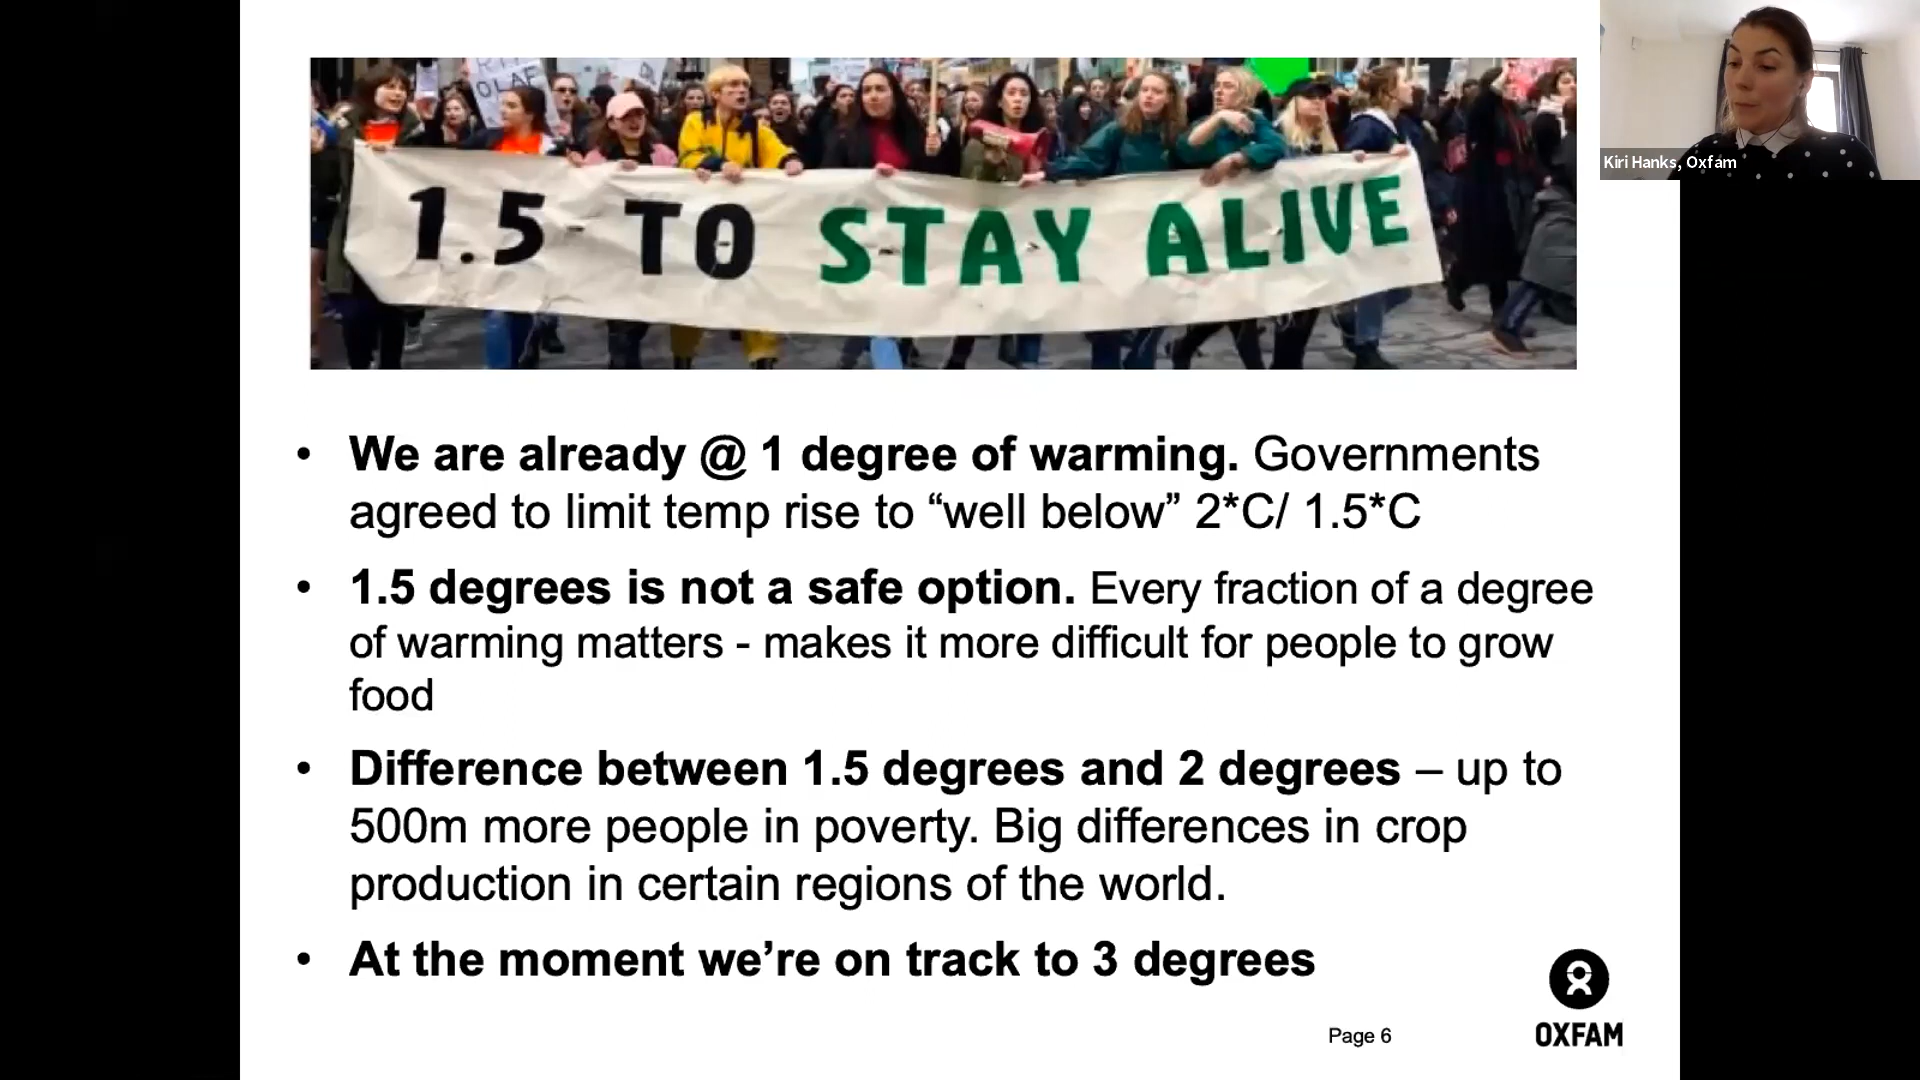 OLAF
1.5 TO STAY ALIVE
Kiri Hanks, Oxfam
• We are already @ 1 degree of warming. Governments
agreed to limit temp rise to “well below” 2*C/ 1.5*C
• 1.5 degrees is not a safe option. Every fraction of a degree
of warming matters - makes it more difficult for people to grow
food
• Difference between 1.5 degrees and 2 degrees – up to
500m more people in poverty. Big differences in crop
production in certain regions of the world.
• At the moment we’re on track to 3 degrees
Page 6
OXFAM